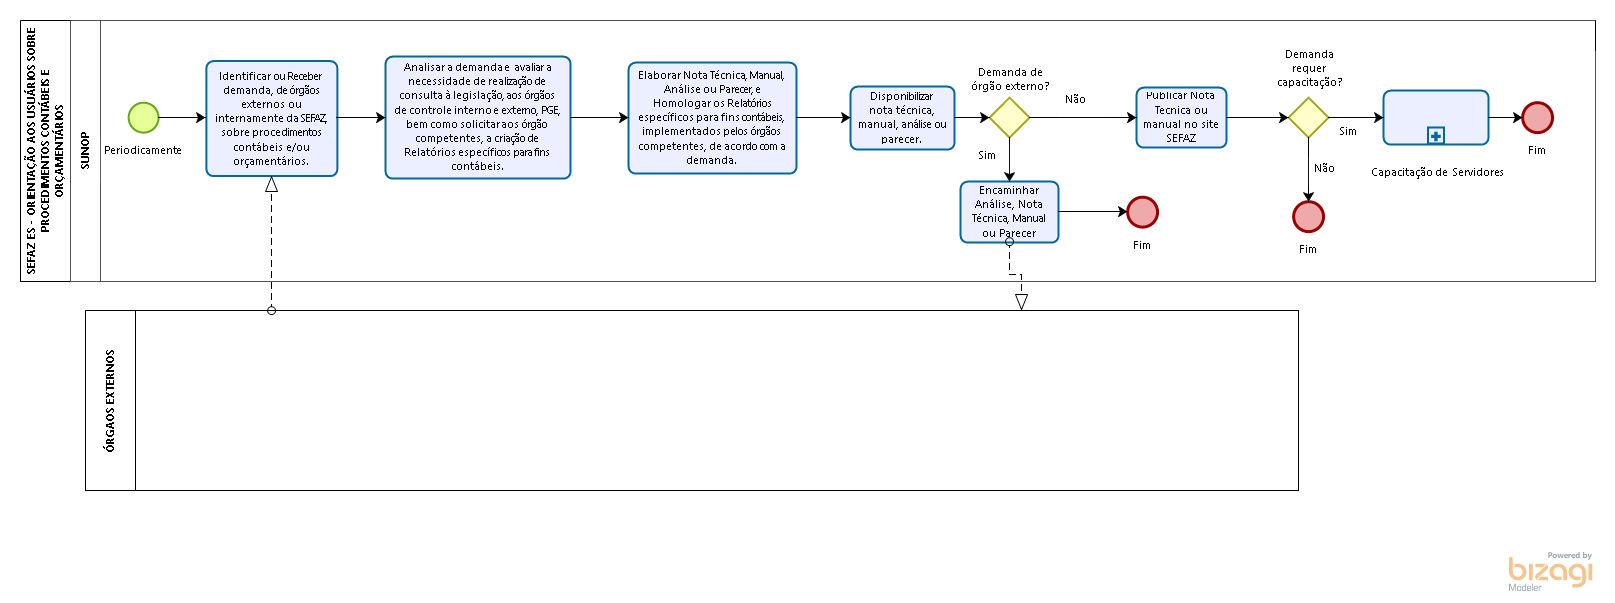 SEFAZ ES - ORIENTAÇÃO AOS USUÁRIOS SOBRE
PROCEDIMENTOS CONTÁBEIS E
ORÇAMENTÁRIOS
SUNOP
Periodicamente
Identificar ou Receber
demanda, de órgãos
externos ou
internamente da SEFAZ,
sobre procedimentos
contábeis e/ou
orçamentários.
Analisar a demanda e avaliar a
necessidade de realização de
consulta à legislação, aos órgãos
de controle interno e externo, PGE,
bem como solicitar aos órgão
competentes, a criação de
Relatórios específicos para fins
contábeis.
Elaborar Nota Técnica, Manual,
Análise ou Parecer, e
Homologar os Relatórios
específicos para fins contábeis,
implementados pelos órgãos
competentes, de acordo com a
demanda.
Disponibilizar
nota técnica,
manual, análise ou
parecer.
Demanda de
órgão externo?
Não
Sim
Encaminhar
Análise, Nota
Técnica, Manual
ou Parecer
Fim
Publicar Nota
Tecnica ou
manual no site
SEFAZ
Demanda
requer
capacitação?
Sim
Não
Fim
Capacitação de Servidores
Fim
ÓRGAOS EXTERNOS
Powered by
bizagi
Modeler